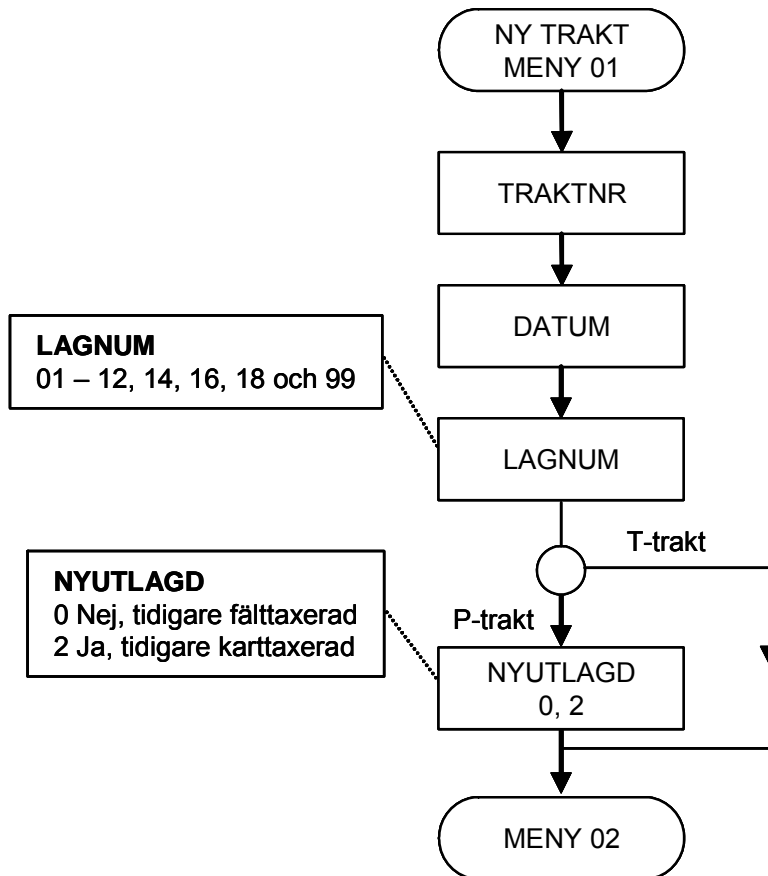 NY TRAKT
MENY 01
TRAKTNR
DATUM
LAGNUM
01 – 12, 14, 16, 18 och 99
LAGNUM
T-trakt
NYUTLAGD
0 Nej, tidigare fälttaxerad
2 Ja, tidigare karttaxerad
P-trakt
NYUTLAGD
0, 2
MENY 02